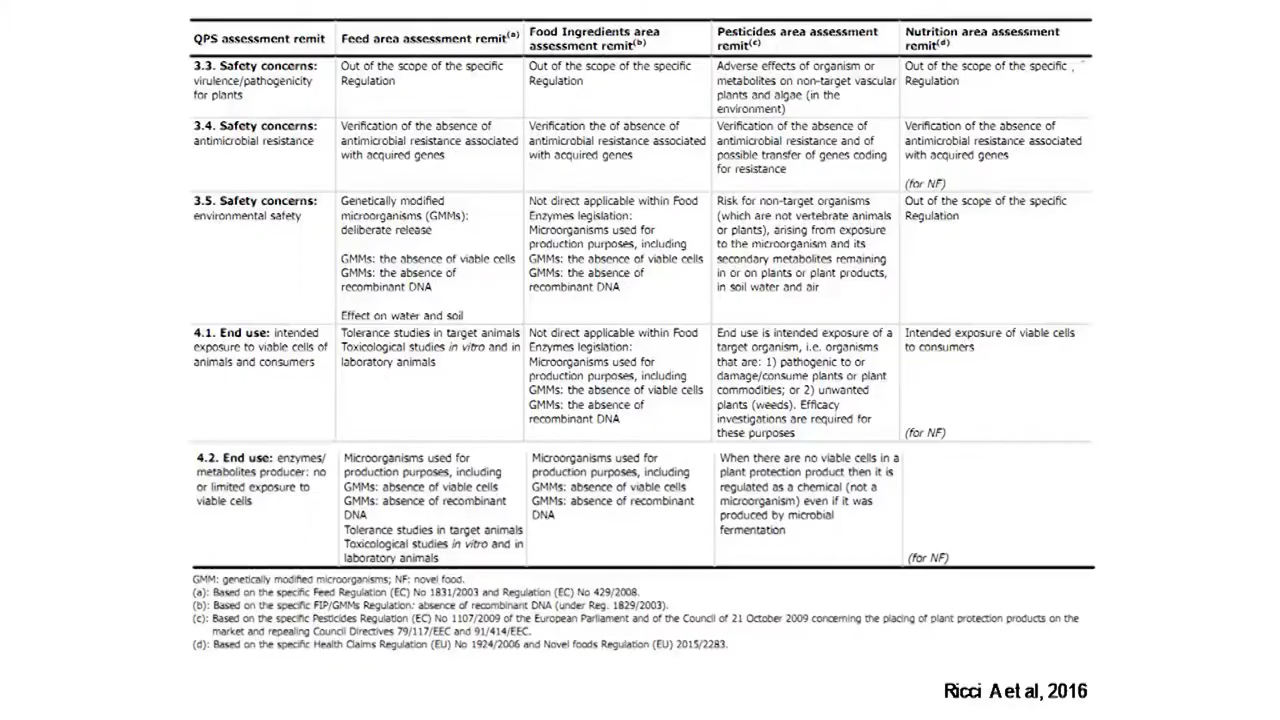 QPS assessment remit
Feed area assessment remit(a)
Food Ingredients area
assessment remit(b)
Pesticides area assessment
remit(c)
Nutrition area assessment
remit(d)
3.3. Safety concerns:
virulence/pathogenicity
for plants
Out of the scope of the specific
Regulation
Out of the scope of the specific
Regulation
Adverse effects of organism or
metabolites on non-target vascular
plants and algae (in the
environment)
Out of the scope of the specific
Regulation
3.4. Safety concerns:
antimicrobial resistance
Verification of the absence of
antimicrobial resistance associated
with acquired genes
Verification the of absence of
antimicrobial resistance associated
with acquired genes
Verification of the absence of
antimicrobial resistance and of
possible transfer of genes coding
for resistance
Verification of the absence of
antimicrobial resistance associated
with acquired genes
(for NF)
3.5. Safety concerns:
environmental safety
Genetically modified
microorganisms (GMMs):
deliberate release
GMMs: the absence of viable cells
GMMs: the absence of
recombinant DNA
Effect on water and soil
Not direct applicable within Food
Enzymes legislation:
Microorganisms used for
production purposes, including
GMMs: the absence of viable cells
GMMs: the absence of
recombinant DNA
Risk for non-target organisms
(which are not vertebrate animals
or plants), arising from exposure
to the microorganism and its
secondary metabolites remaining
in or on plants or plant products,
in soil water and air
Out of the scope of the specific
Regulation
4.1. End use: intended
exposure to viable cells of
animals and consumers
Tolerance studies in target animals
Toxicological studies in vitro and in
laboratory animals
Not direct applicable within Food
Enzymes legislation:
Microorganisms used for
production purposes, including
GMMs: the absence of viable cells
GMMs: the absence of
recombinant DNA
End use is intended exposure of a
target organism, i.e. organisms
that are: 1) pathogenic to or
damage/consume plants or plant
commodities; or 2) unwanted
plants (weeds). Efficacy
investigations are required for
these purposes
Intended exposure of viable cells
to consumers
(for NF)
4.2. End use: enzymes/
metabolites producer: no
or limited exposure to
viable cells
Microorganisms used for
production purposes, including
GMMs: absence of viable cells
GMMs: absence of recombinant
DNA
Tolerance studies in target animals
Toxicological studies in vitro and in
laboratory animals
Microorganisms used for
production purposes, including
GMMs: absence of viable cells
GMMs: absence of recombinant
DNA
When there are no viable cells in a
plant protection product then it is
regulated as a chemical (not a
microorganism) even if it was
produced by microbial
fermentation
(for NF)
GMM: genetically modified microorganisms; NF: novel food.
(a): Based on the specific Feed Regulation (EC) No 1831/2003 and Regulation (EC) No 429/2008.
(b): Based on the specific FIP/GMMs Regulation: absence of recombinant DNA (under Reg. 1829/2003).
(c): Based on the specific Pesticides Regulation (EC) No 1107/2009 of the European Parliament and of the Council of 21 October 2009 concerning the placing of plant protection products on the
market and repealing Council Directives 79/117/EEC and 91/414/EEC.
(d): Based on the specific Health Claims Regulation (EU) No 1924/2006 and Novel foods Regulation (EU) 2015/2283.
Ricci A et al, 2016